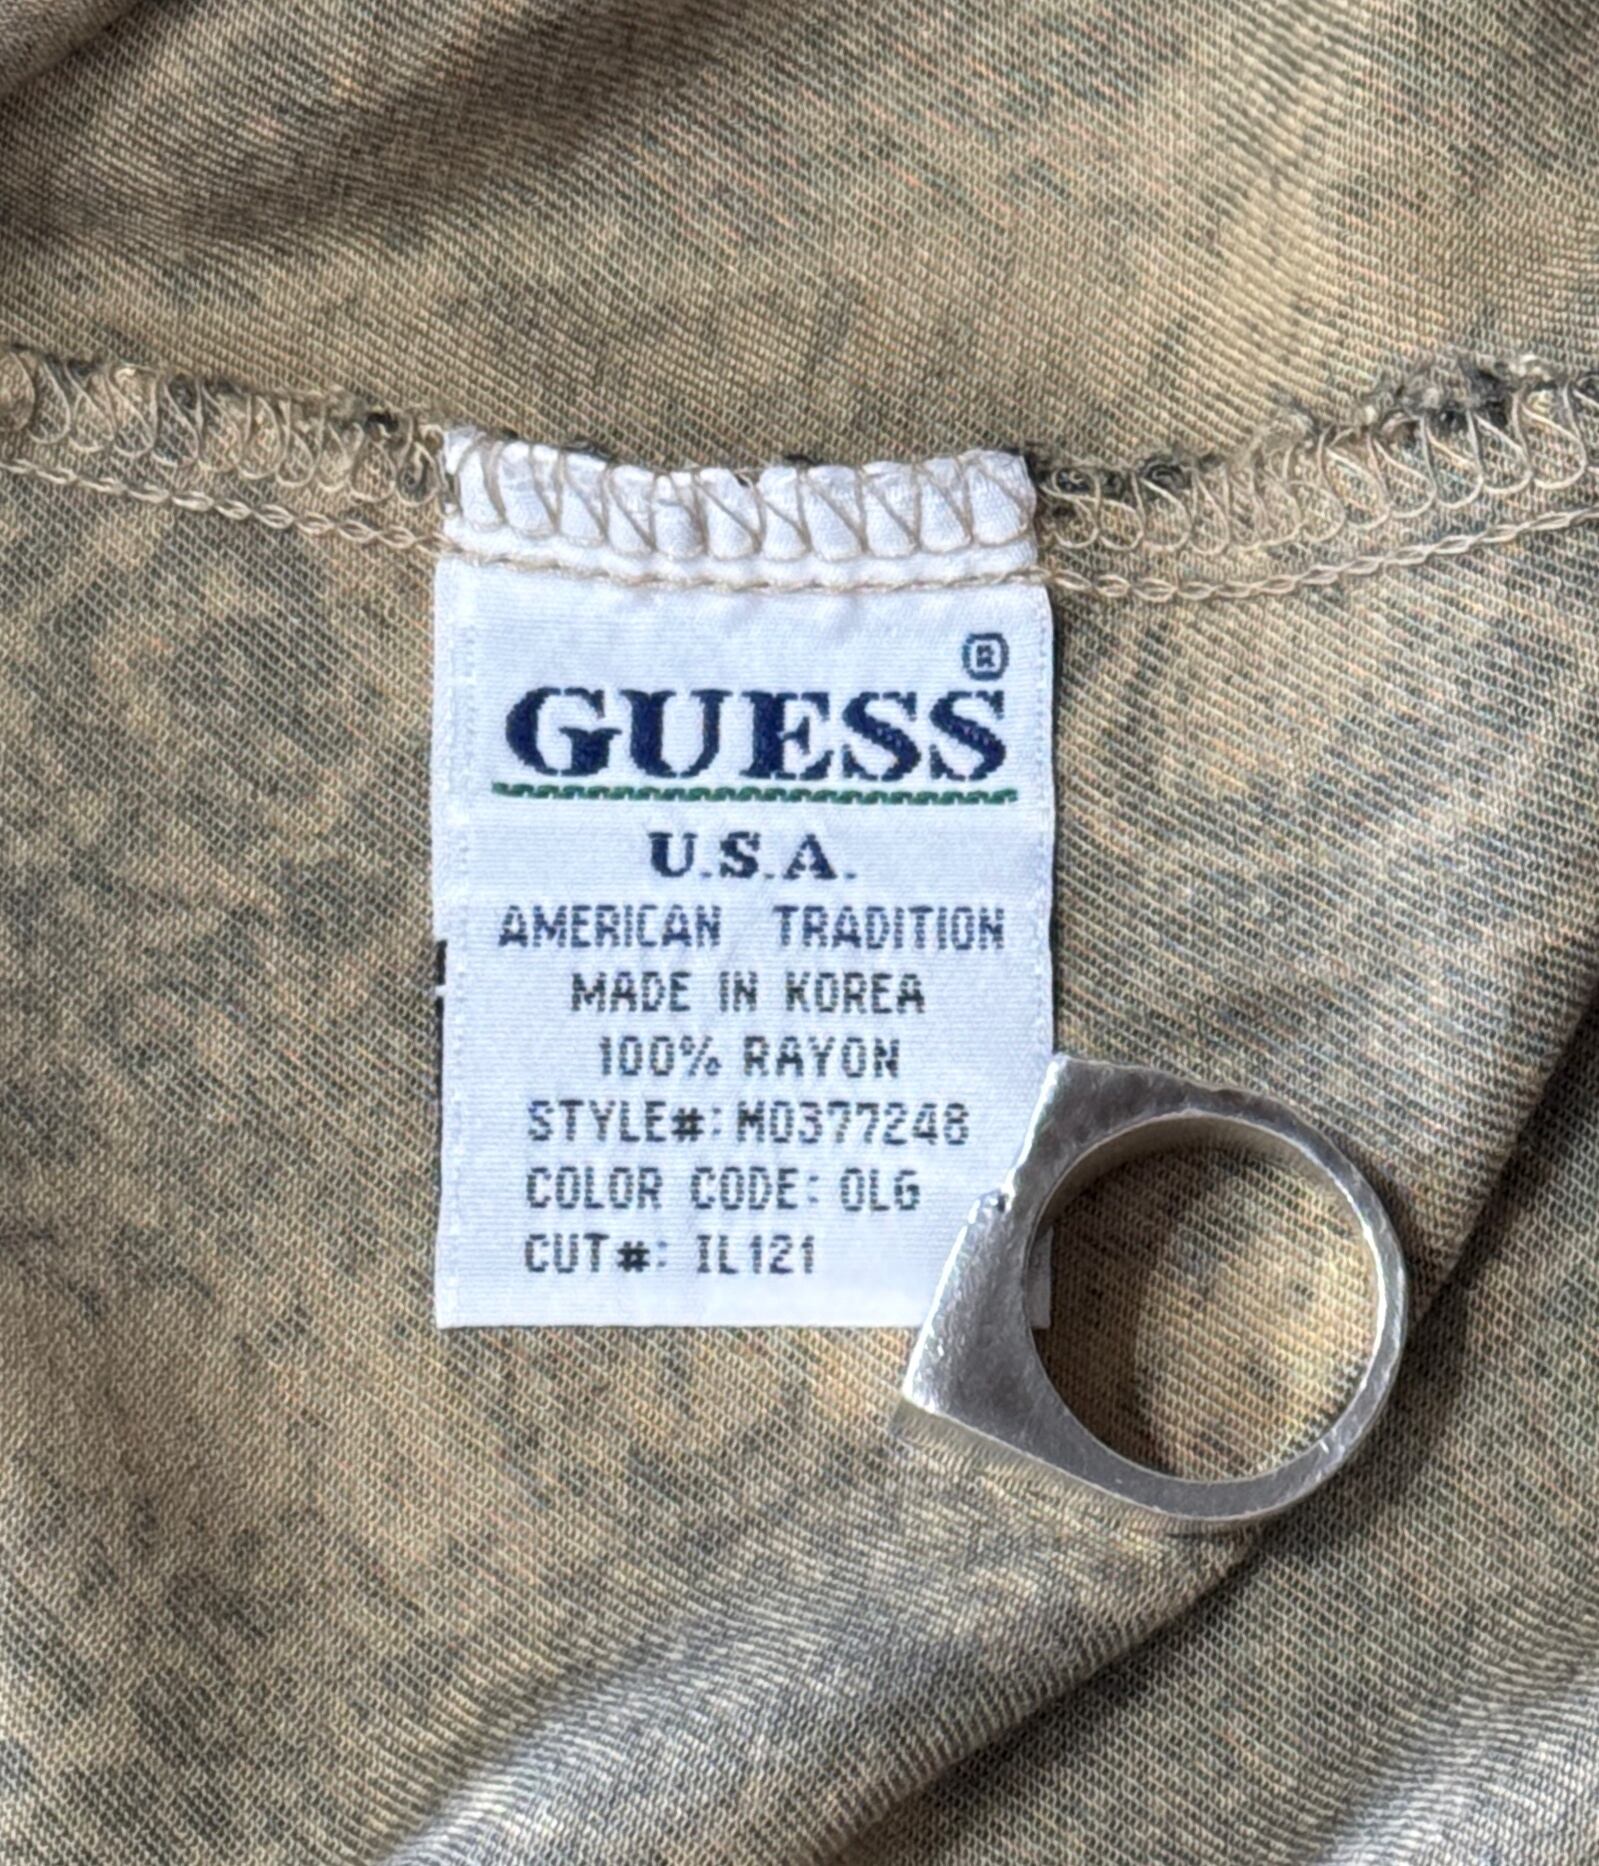 GUESS®
U.S.A.
AMERICAN TRADITION
MADE IN KOREA
100% RAYON
STYLE#: M0377248
COLOR CODE: OLG
CUT#: IL121